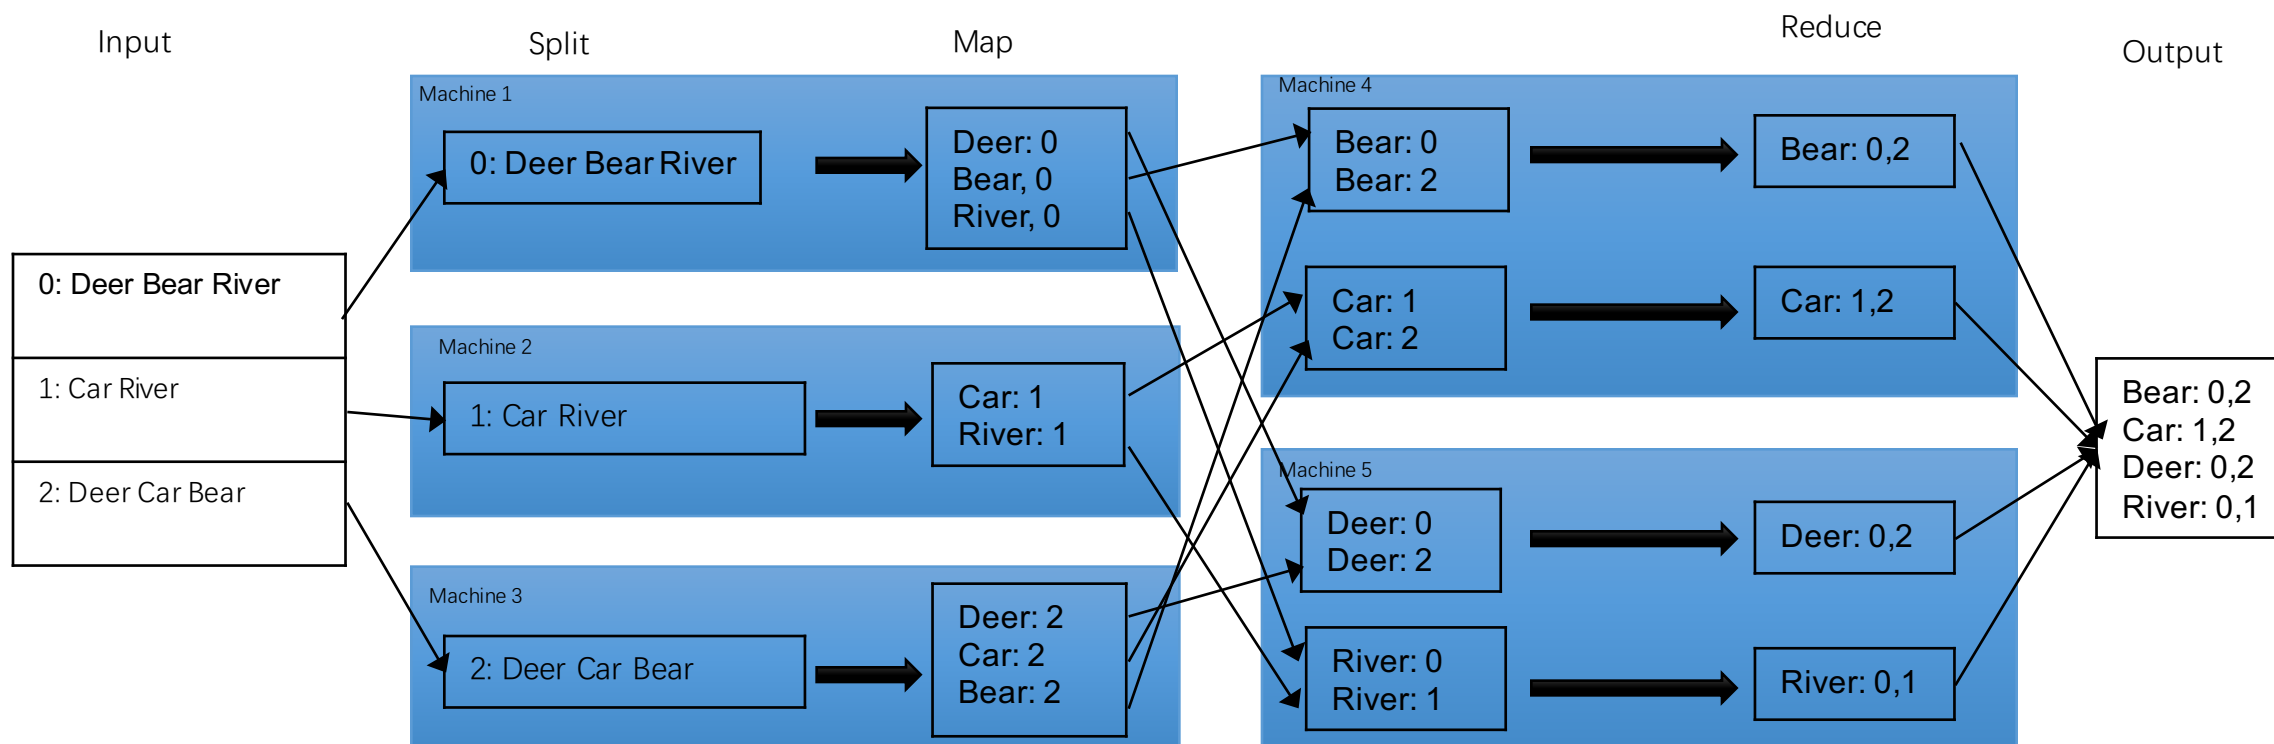 Input
Split
Map
Reduce
Output
0: Deer Bear River
1: Car River
2: Deer Car Bear
Machine 1
0: Deer Bear River
Deer: 0
Bear, 0
River, 0
Machine 2
1: Car River
Car: 1
River: 1
Machine 3
2: Deer Car Bear
Deer: 2
Car: 2
Bear: 2
Machine 4
Bear: 0
Bear: 2
Bear: 0,2
Car: 1
Car: 2
Car: 1,2
Machine 5
Deer: 0
Deer: 2
Deer: 0,2
River: 0
River: 1
River: 0,1
Bear: 0,2
Car: 1,2
Deer: 0,2
River: 0,1